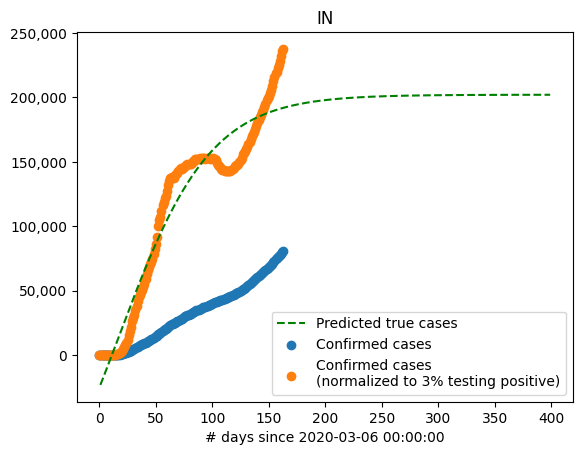 IN
250,000
200,000
150,000
100,000
50,000
0
Predicted true cases
Confirmed cases
Confirmed cases
(normalized to 3% testing positive)
0 50 100 150 200 250 300 350 400
# days since 2020-03-06 00:00:00